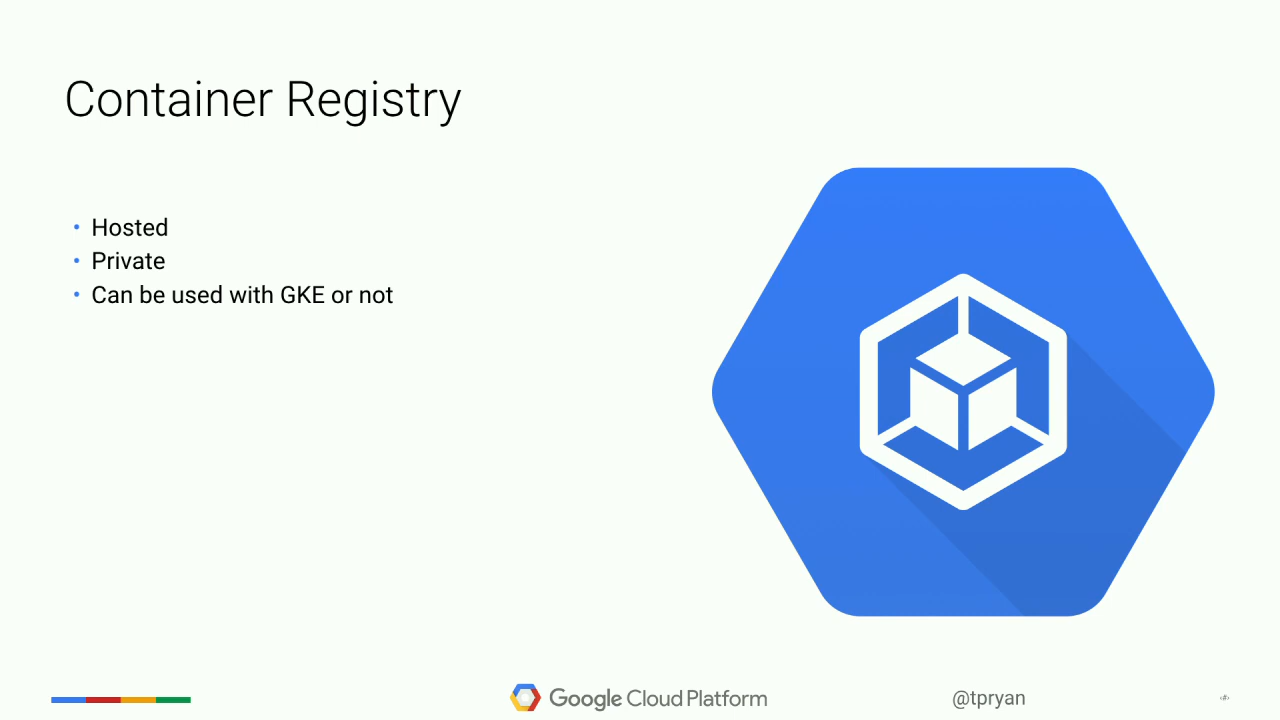 Container Registry
• Hosted
• Private
• Can be used with GKE or not
Google Cloud Platform
@tpryan